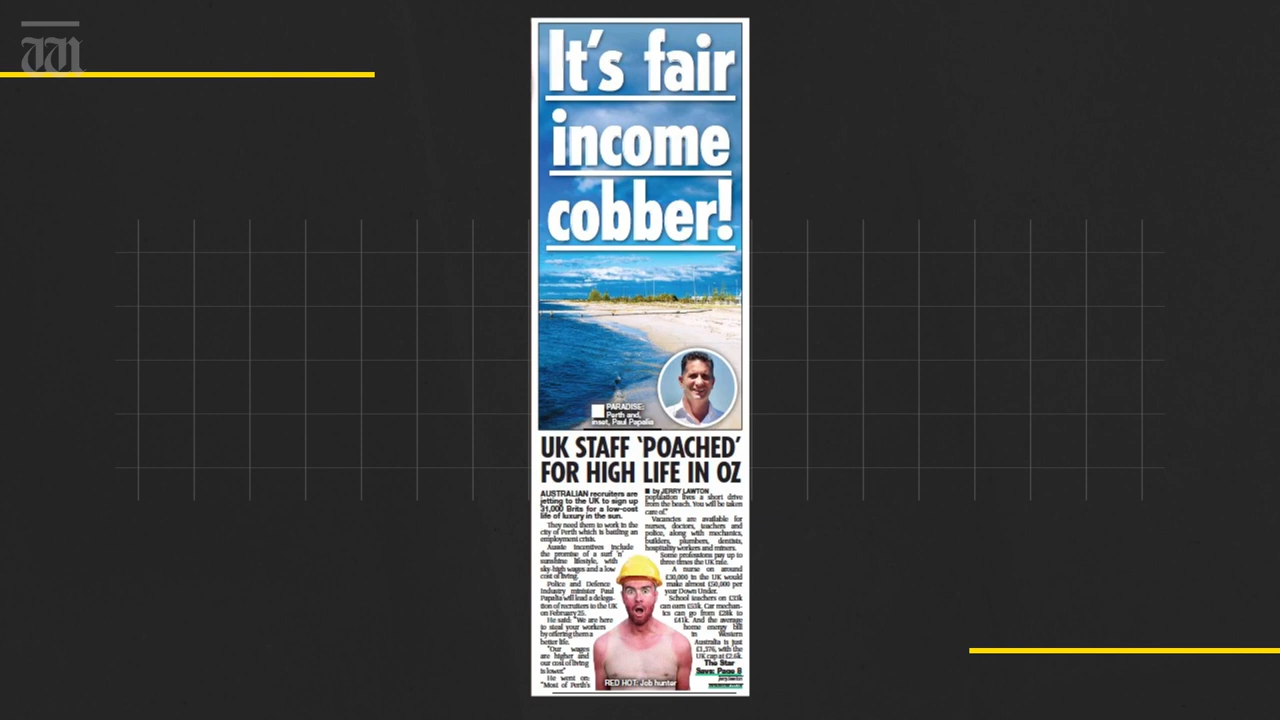 W
It's fair
income
cobber!
PARADISE:
Perth and,
inset, Paul Papalia
UK STAFF ‘POACHED’
FOR HIGH LIFE IN OZ
AUSTRALIAN recruiters are
jetting to the UK to sign up
31,000 Brits for a low-cost
life of luxury in the sun.
They need them to work in the
city of Perth which is battling an
employment crisis.
Aussie incentives include
the promise of a surf 'n'
sunshine lifestyle, with
sky-high wages and a low
cost of living.
Police and Defence
Industry minister Paul
Papalia will lead a delega-
tion of recruiters to the UK
on February 25.
He said: "We are here
to steal your workers
by offering them a
better life.
"Our wages
are higher and
our cost of living
is lower."
He went on:
"Most of Perth's
■ by JERRY LAWTON
population lives a short drive
from the beach. You will be taken
care of."
Vacancies are available for
nurses, doctors, teachers and
police, along with mechanics,
builders, plumbers, dentists,
hospitality workers and miners.
Some professions pay up to
three times the UK rate.
A nurse on around
£30,000 in the UK would
make almost £50,000 per
year Down Under.
School teachers on £33k
can earn £53k. Car mechan-
ics can go from £28k to
£41k. And the average
home energy bill
in Western
Australia is just
£1,376, with the
UK cap at £2.6k.
The Star
Says: Page 8
RED HOT: Job hunter